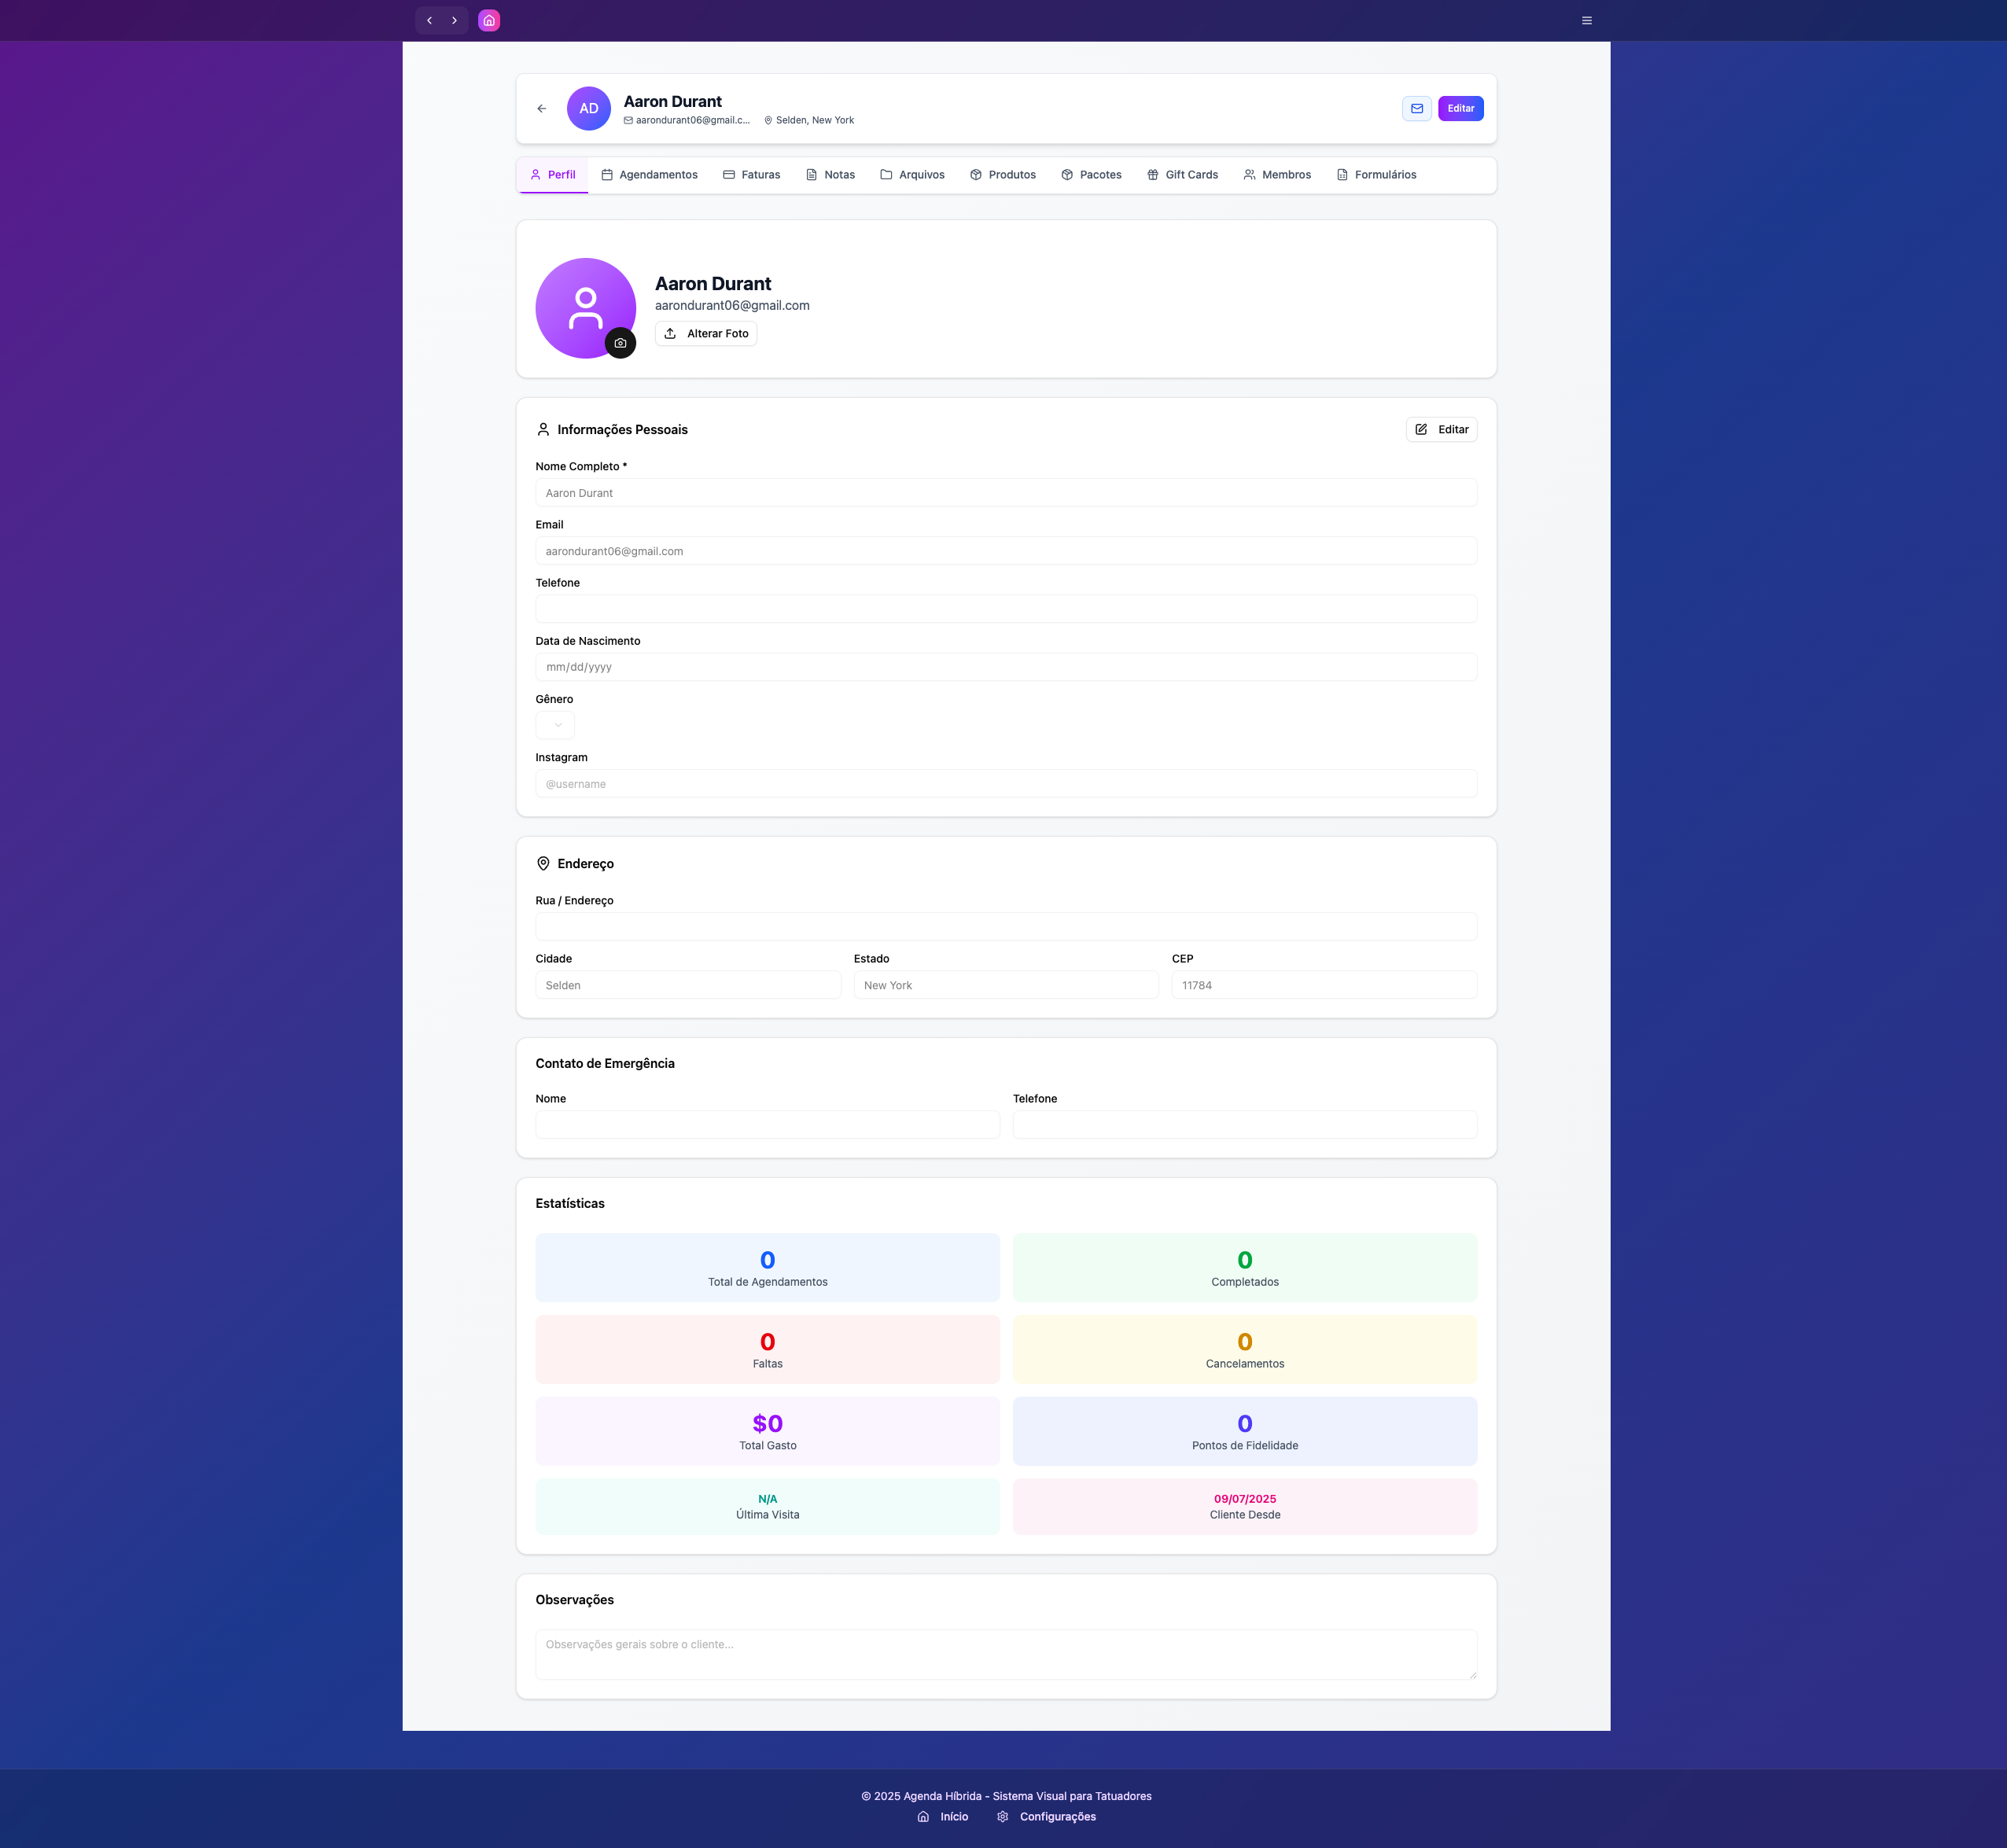 AD
Aaron Durant
aarondurant06@gmail.c... Selden, New York
Editar
Perfil Agendamentos Faturas Notas Arquivos Produtos Pacotes Gift Cards Membros Formulários
Aaron Durant
aarondurant06@gmail.com
Alterar Foto
Informações Pessoais
Editar
Nome Completo *
Aaron Durant
Email
aarondurant06@gmail.com
Telefone
Data de Nascimento
mm/dd/yyyy
Gênero
Instagram
@username
Endereço
Rua / Endereço
Cidade Estado CEP
Selden New York 11784
Contato de Emergência
Nome Telefone
Estatísticas
0
Total de Agendamentos
0
Completados
0
Faltas
0
Cancelamentos
$0
Total Gasto
0
Pontos de Fidelidade
N/A
Última Visita
09/07/2025
Cliente Desde
Observações
Observações gerais sobre o cliente...
© 2025 Agenda Híbrida - Sistema Visual para Tatuadores
Início Configurações